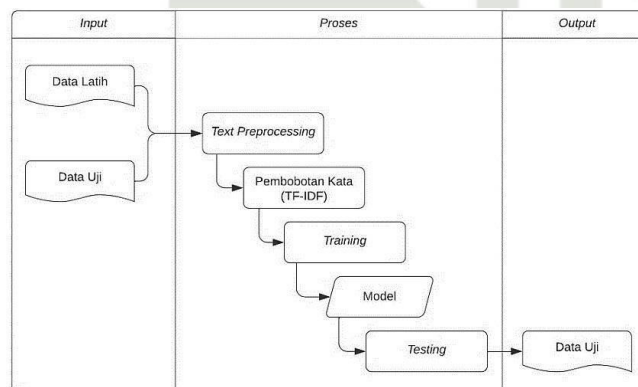 Input
Proses
Output
Data Latih
Text Preprocessing
Data Uji
Pembobotan Kata
(TF-IDF)
Training
Model
Testing
Data Uji